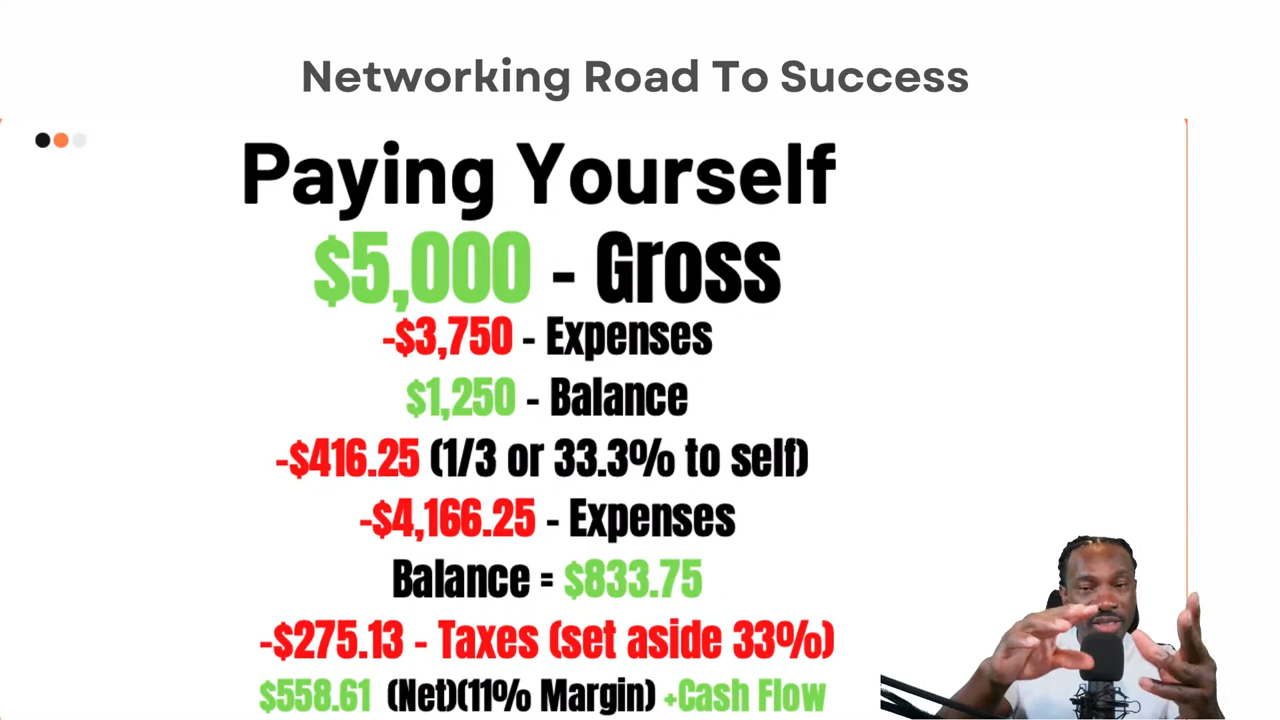 Networking Road To Success
Paying Yourself
$5,000 - Gross
-$3,750 - Expenses
$1,250 - Balance
-$416.25 (1/3 or 33.3% to self)
-$4,166.25 - Expenses
Balance = $833.75
-$275.13 - Taxes (set aside 33%)
$558.61 (Net)(11% Margin) +Cash Flow